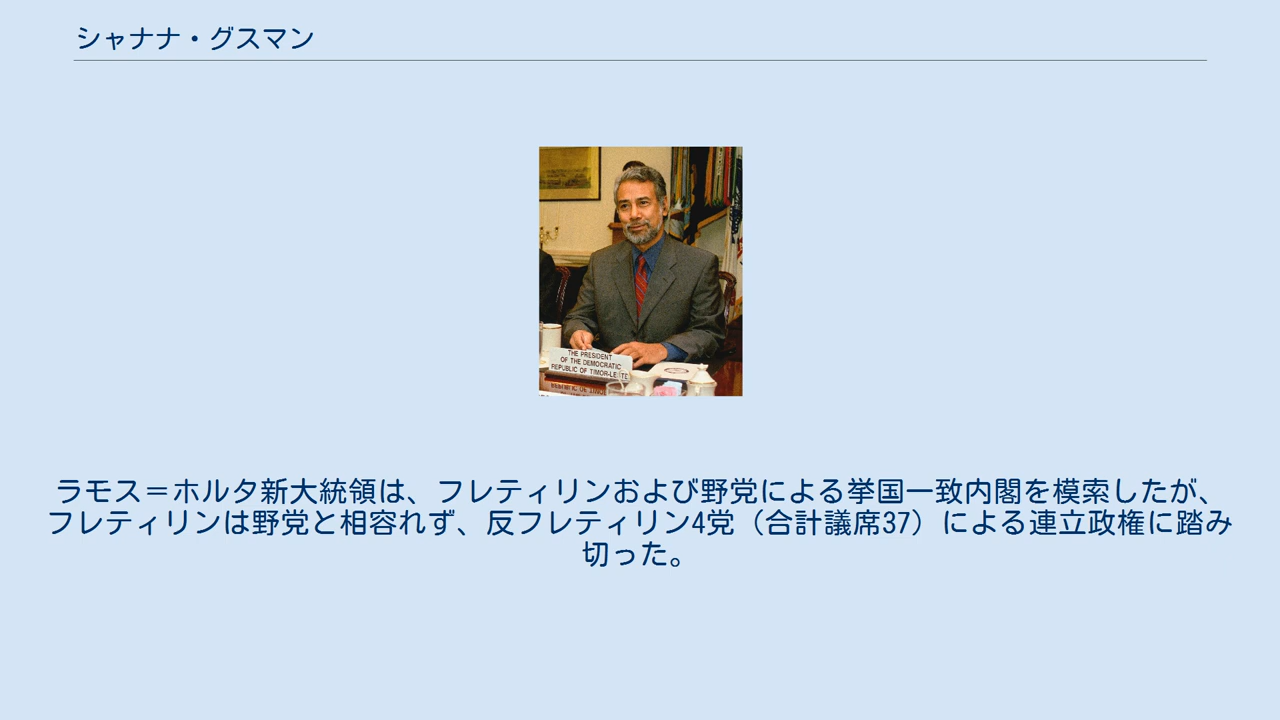 シャナナ・グスマン
THE PRESIDENT
OF THE DEMOCRATIC
REPUBLIC OF TIMOR-LESTE
ラモス＝ホルタ新大統領は、フレティリンおよび野党による挙国一致内閣を模索したが、
フレティリンは野党と相容れず、反フレティリン4党（合計議席37）による連立政権に踏み
切った。